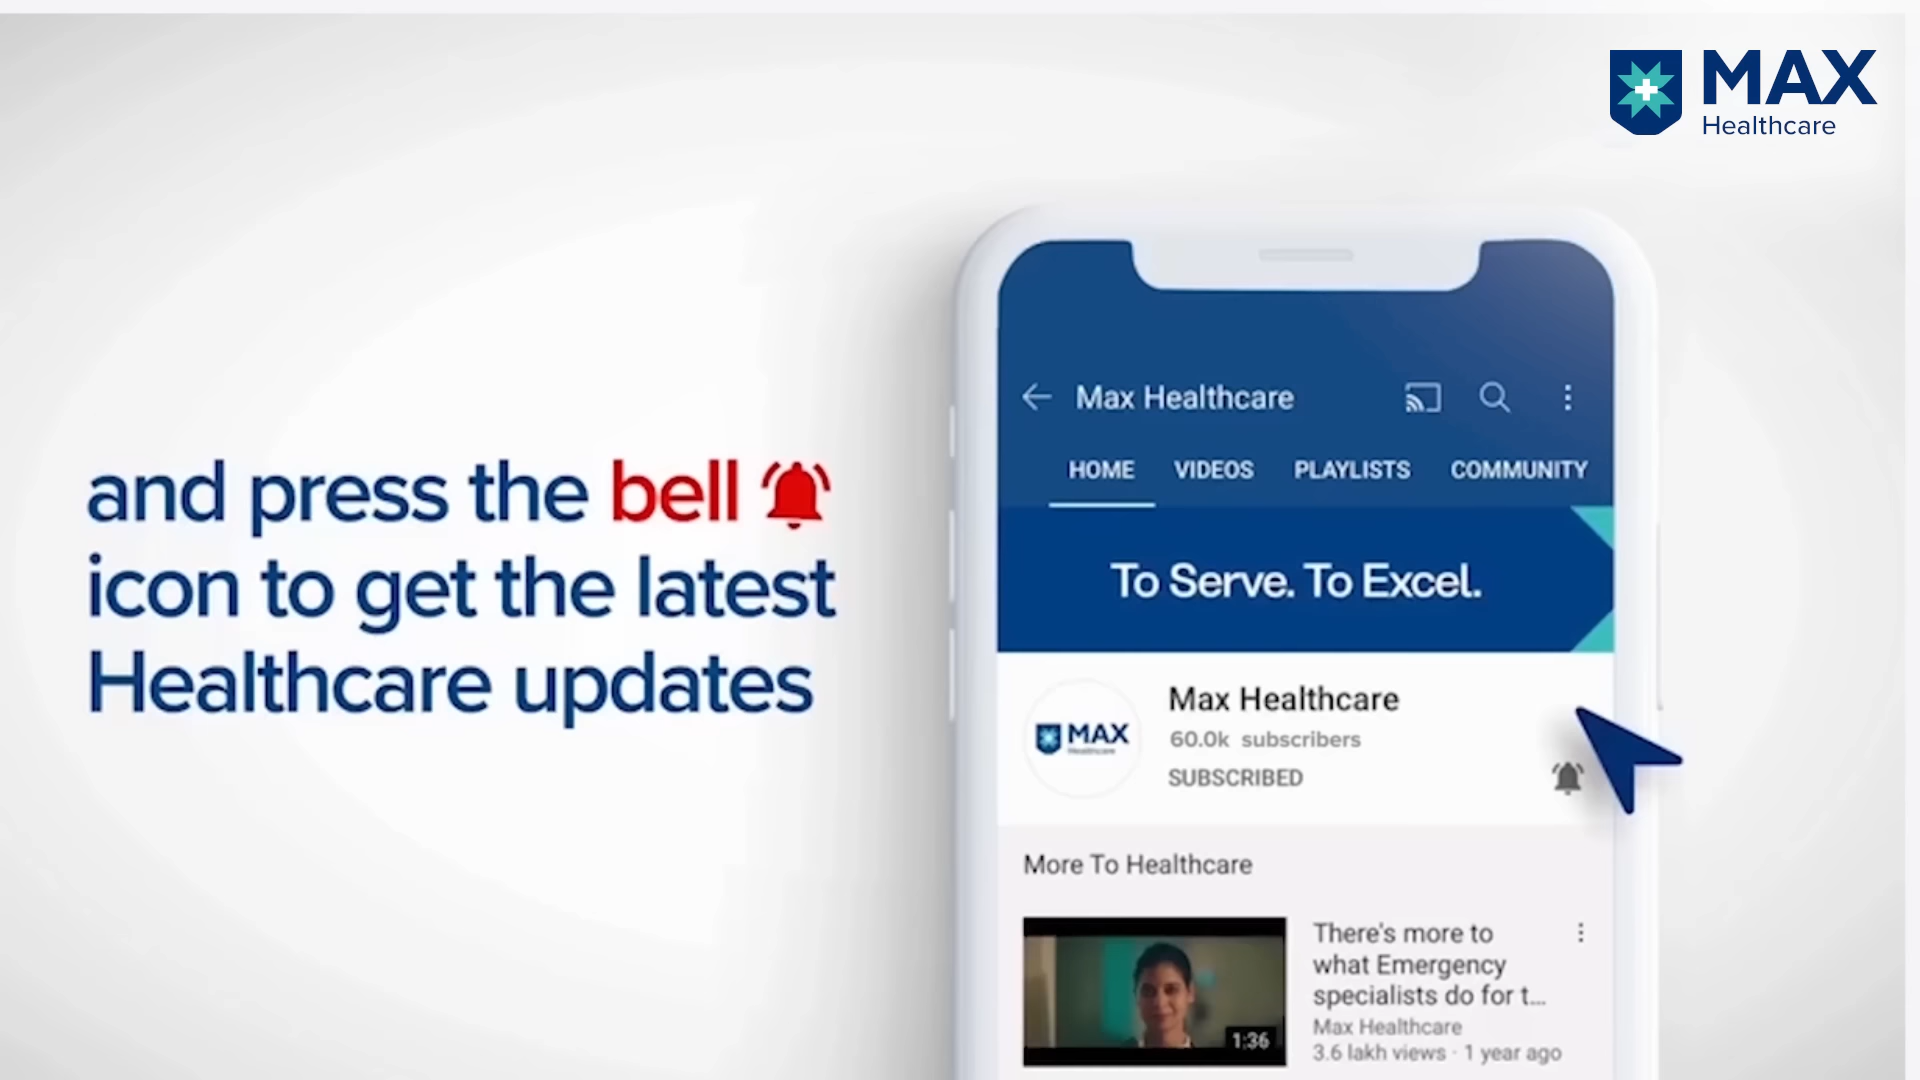 MAX
Healthcare
and press the bell
icon to get the latest
Healthcare updates
Max Healthcare
HOME VIDEOS PLAYLISTS COMMUNITY
To Serve. To Excel.
MAX
Healthcare
Max Healthcare
60.0k subscribers
SUBSCRIBED
More To Healthcare
1:36
There's more to
what Emergency
specialists do for t...
Max Healthcare
3.6 lakh views · 1 year ago